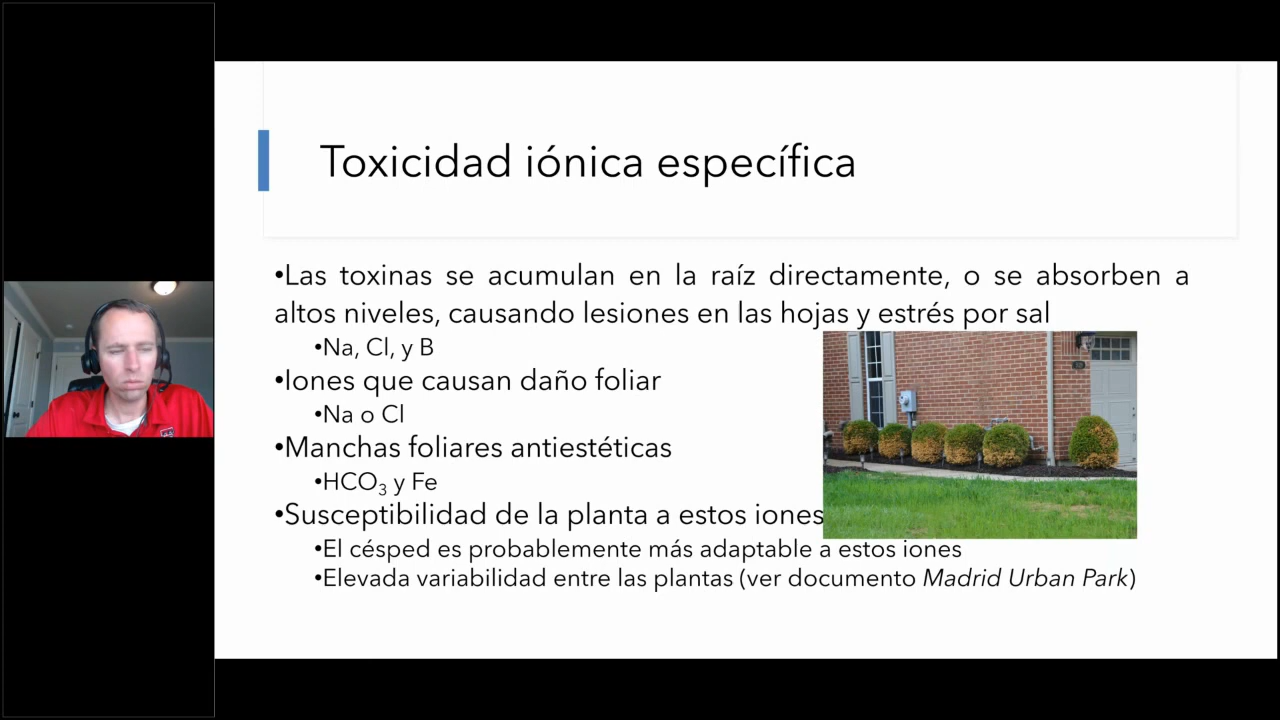 Toxicidad iónica específica
•Las toxinas se acumulan en la raíz directamente, o se absorben a
altos niveles, causando lesiones en las hojas y estrés por sal
•Na, Cl, y B
•Iones que causan daño foliar
•Na o Cl
•Manchas foliares antiestéticas
•HCO₃ y Fe
•Susceptibilidad de la planta a estos iones
•El césped es probablemente más adaptable a estos iones
•Elevada variabilidad entre las plantas (ver documento Madrid Urban Park)